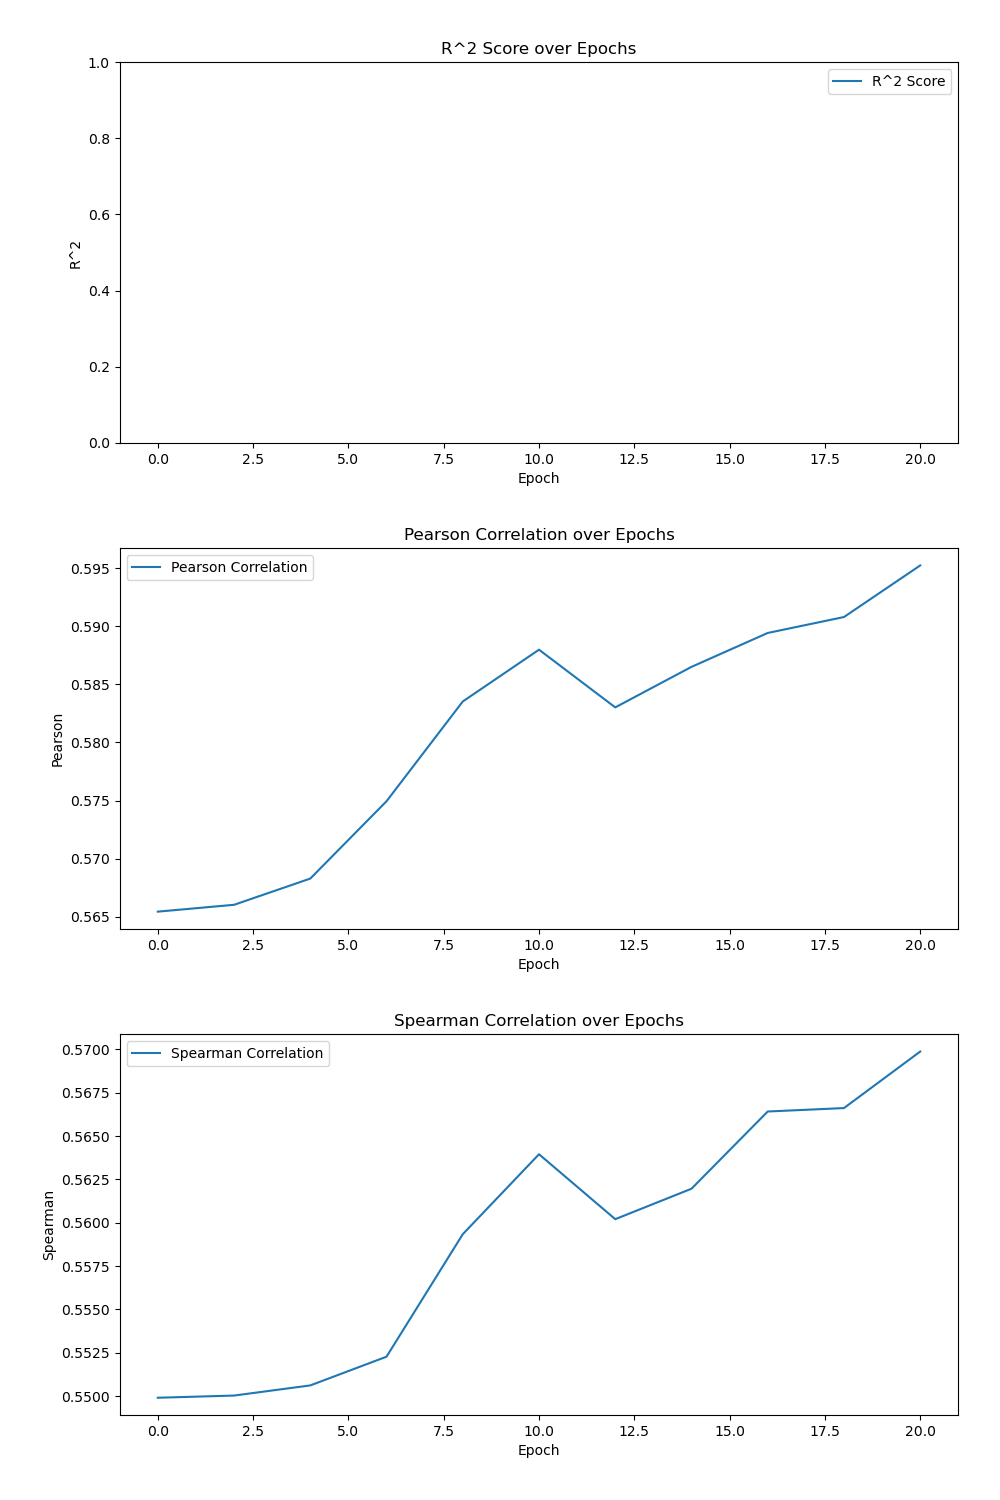 R^2 Score over Epochs
R^2 Score
1.0
0.8
0.6
0.4
0.2
0.0
R^2
0.0 2.5 5.0 7.5 10.0 12.5 15.0 17.5 20.0
Epoch
Pearson Correlation over Epochs
Pearson Correlation
0.595
0.590
0.585
0.580
0.575
0.570
0.565
Pearson
0.0 2.5 5.0 7.5 10.0 12.5 15.0 17.5 20.0
Epoch
Spearman Correlation over Epochs
Spearman Correlation
0.5700
0.5675
0.5650
0.5625
0.5600
0.5575
0.5550
0.5525
0.5500
Spearman
0.0 2.5 5.0 7.5 10.0 12.5 15.0 17.5 20.0
Epoch